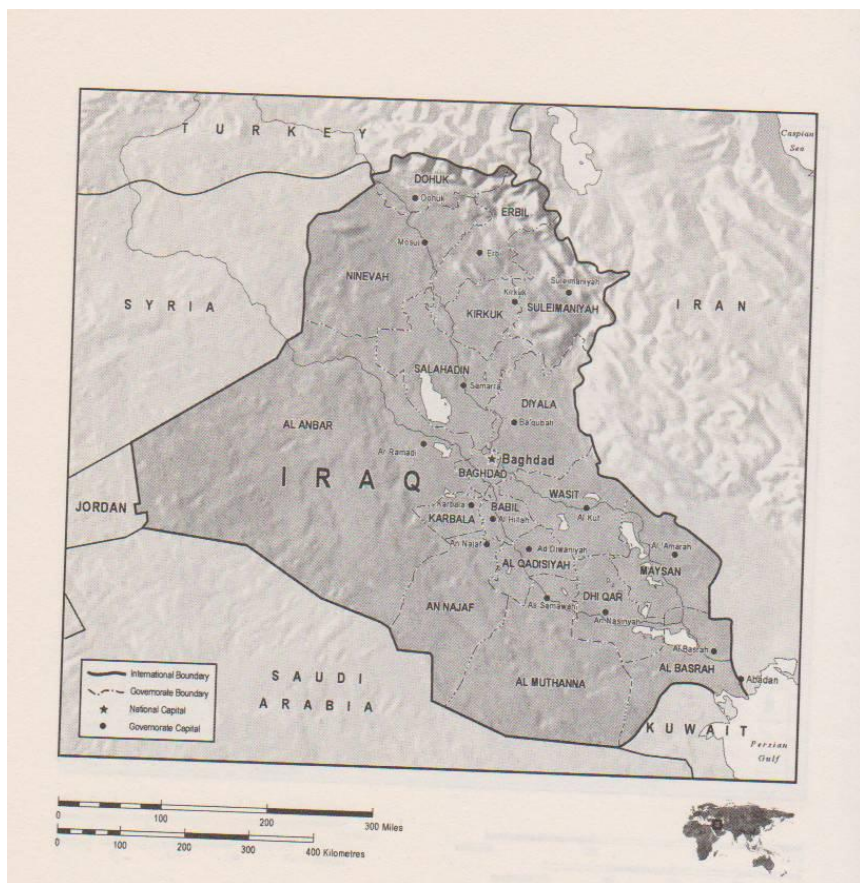 TURKEY
Caspian
Sea
DOHUK
Dohuk
ERBIL
Mosul
NINEVAH
Suleimaniyah
Kirkuk
SYRIA
KIRKUK
SULEIMANIYAH
IRAN
SALAHADIN
Samarra
DIYALA
AL ANBAR
Ba'qubah
Ar Ramadi
Baghdad
BAGHDAD
IRAQ
WASIT
JORDAN
Karbala
BABIL
Al Kut
KARBALA
Al Hillah
An Najaf
Ad Diwaniyah
Al 'Amarah
AL QADISIYAH
MAYSAN
DHI QAR
AN NAJAF
As Samawah
An Nasiriyah
Al Basrah
AL BASRAH
Abadan
AL MUTHANNA
SAUDI
ARABIA
KUWAIT
Persian
Gulf
International Boundary
Governorate Boundary
National Capital
Governorate Capital
0 100 200 300 Miles
0 100 200 300 400 Kilometres